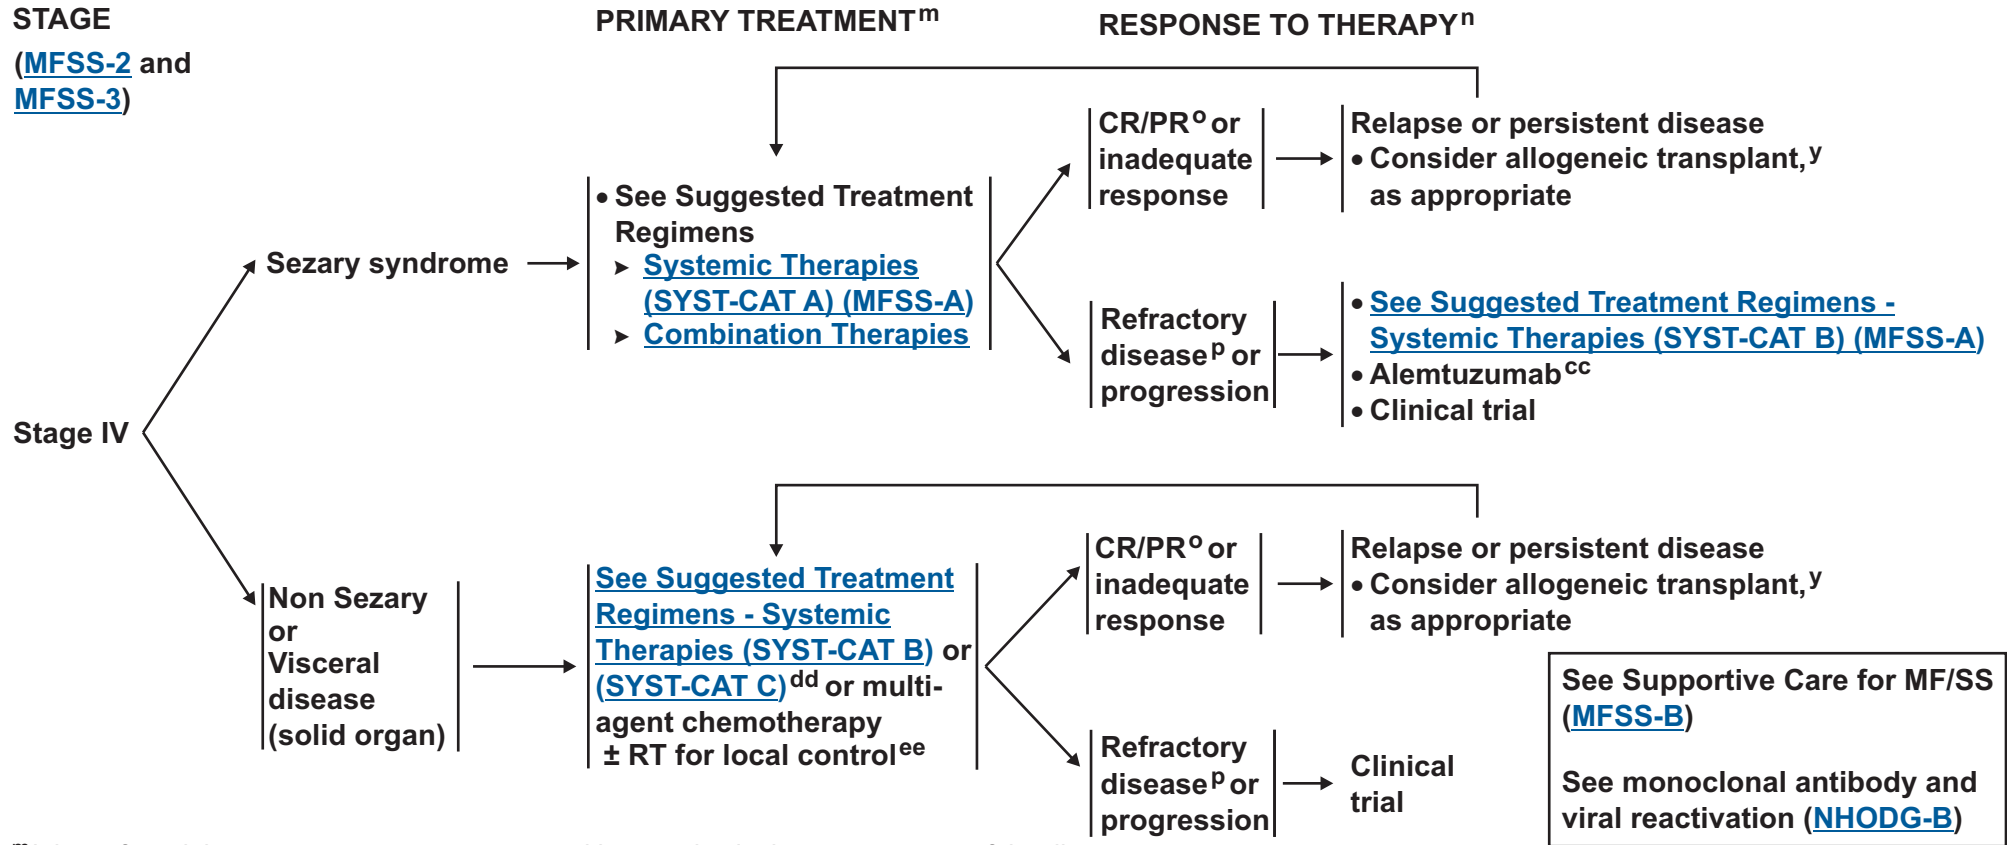 STAGE
(MFSS-2 and
MFSS-3)
PRIMARY TREATMENTm
RESPONSE TO THERAPYn
Stage IV
Sezary syndrome
• See Suggested Treatment
Regimens
➤ Systemic Therapies
(SYST-CAT A) (MFSS-A)
➤ Combination Therapies
CR/PRo or
inadequate
response
Relapse or persistent disease
• Consider allogeneic transplant,y
as appropriate
Refractory
diseasep or
progression
• See Suggested Treatment Regimens -
Systemic Therapies (SYST-CAT B) (MFSS-A)
• Alemtuzumabcc
• Clinical trial
Non Sezary
or
Visceral
disease
(solid organ)
See Suggested Treatment
Regimens - Systemic
Therapies (SYST-CAT B) or
(SYST-CAT C)dd or multi-
agent chemotherapy
± RT for local controlee
CR/PRo or
inadequate
response
Relapse or persistent disease
• Consider allogeneic transplant,y
as appropriate
Refractory
diseasep or
progression
Clinical
trial
See Supportive Care for MF/SS
(MFSS-B)
See monoclonal antibody and
viral reactivation (NHODG-B)